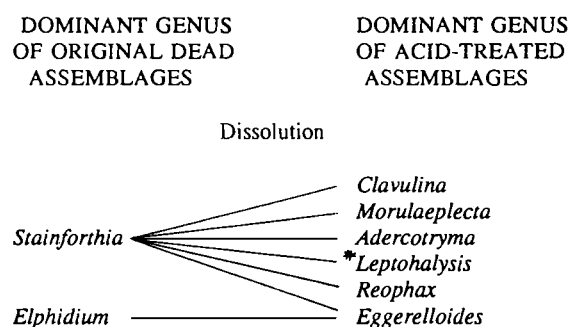 DOMINANT GENUS
OF ORIGINAL DEAD
ASSEMBLAGES
DOMINANT GENUS
OF ACID-TREATED
ASSEMBLAGES
Dissolution
Stainforthia
Elphidium
Clavulina
Morulaeplecta
Adercotryma
*Leptohalysis
Reophax
Eggerelloides